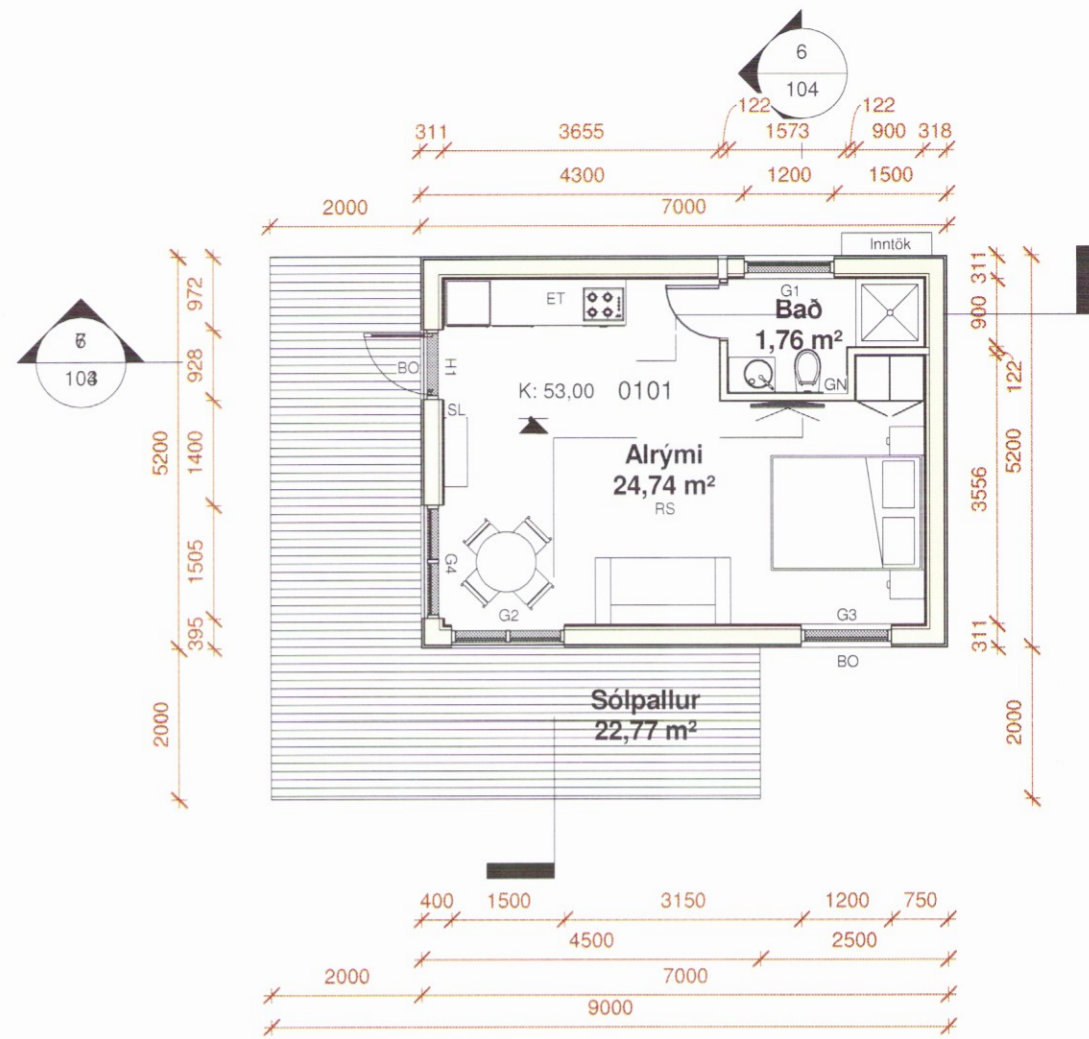 6
104
122
122
311
3655
1573
900
318
4300
1200
1500
2000
7000
Inntök
972
928
1400
1505
395
5200
2000
311
900
122
3556
311
5200
2000
ET
G1
Bað
1,76 m²
GN
BO
H1
SL
K: 53,00
0101
Alrými
24,74 m²
RS
G4
G2
G3
BO
Sólpallur
22,77 m²
400
1500
3150
1200
750
4500
2500
2000
7000
9000